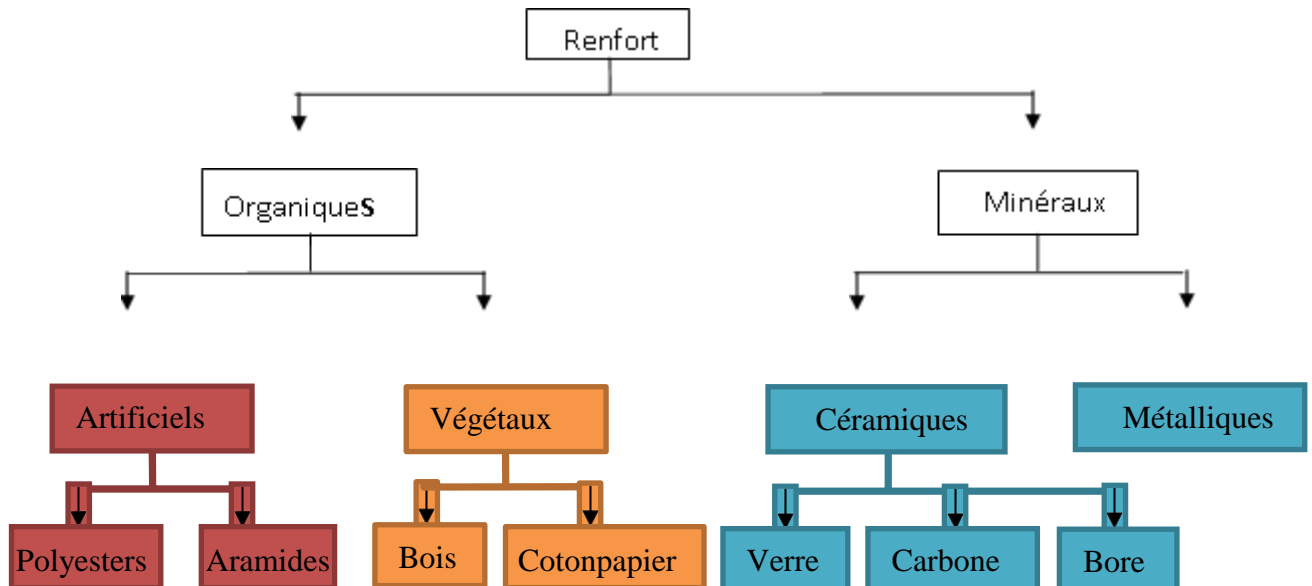 Renfort
Organiques
Minéraux
Artificiels
Végétaux
Céramiques
Métalliques
Polyesters
Aramides
Bois
Cotonpapier
Verre
Carbone
Bore